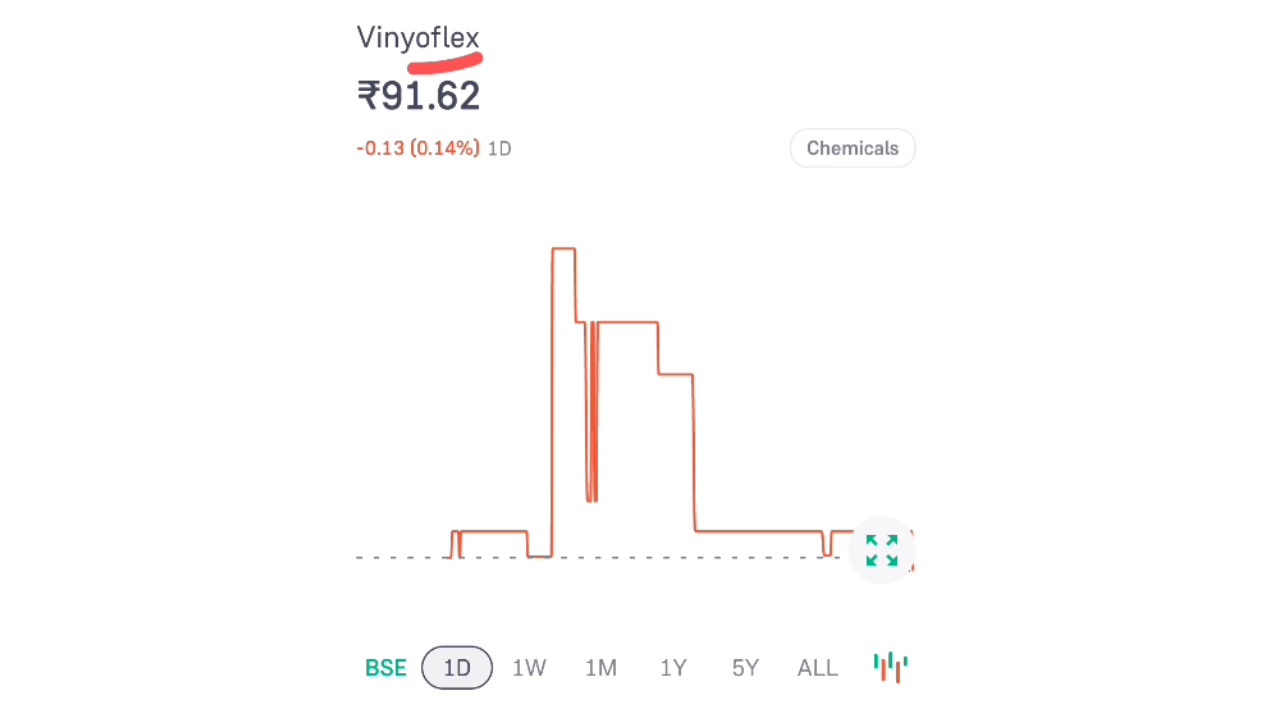 Vinyoflex
₹91.62
-0.13 (0.14%) 1D
Chemicals
BSE 1D 1W 1M 1Y 5Y ALL